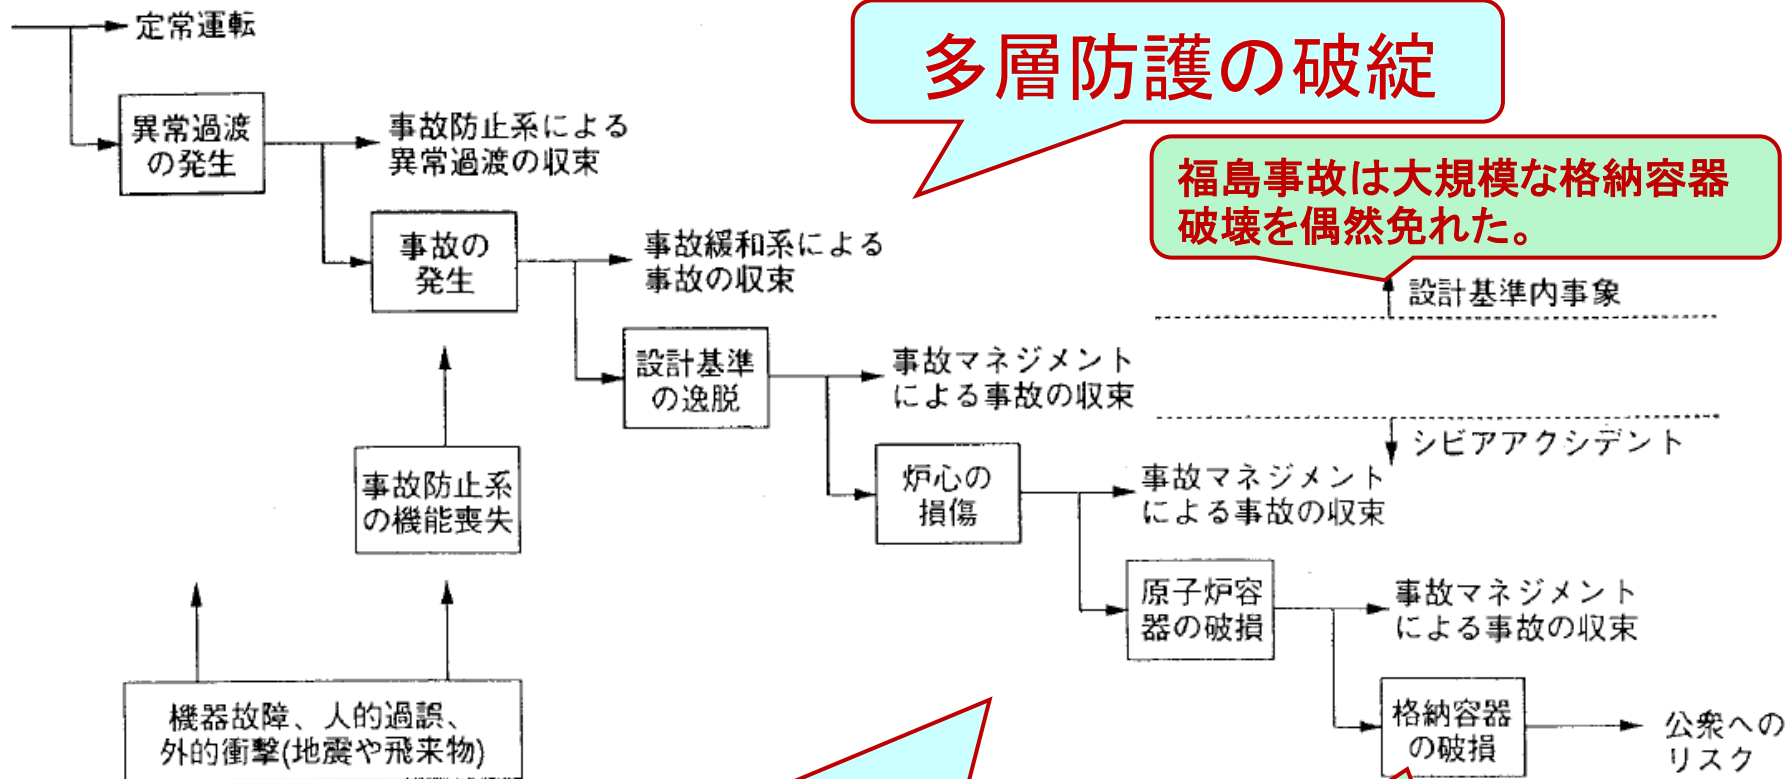 定常運転
多層防護の破綻
異常過渡
の発生
事故防止系による
異常過渡の収束
福島事故は大規模な格納容器
破壊を偶然免れた。
事故の
発生
事故緩和系による
事故の収束
設計基準内事象
設計基準
の逸脱
事故マネジメント
による事故の収束
シビアアクシデント
事故防止系
の機能喪失
炉心の
損傷
事故マネジメント
による事故の収束
原子炉容
器の破損
事故マネジメント
による事故の収束
機器故障、人的過誤、
外的衝撃(地震や飛来物)
格納容器
の破損
公衆への
リスク